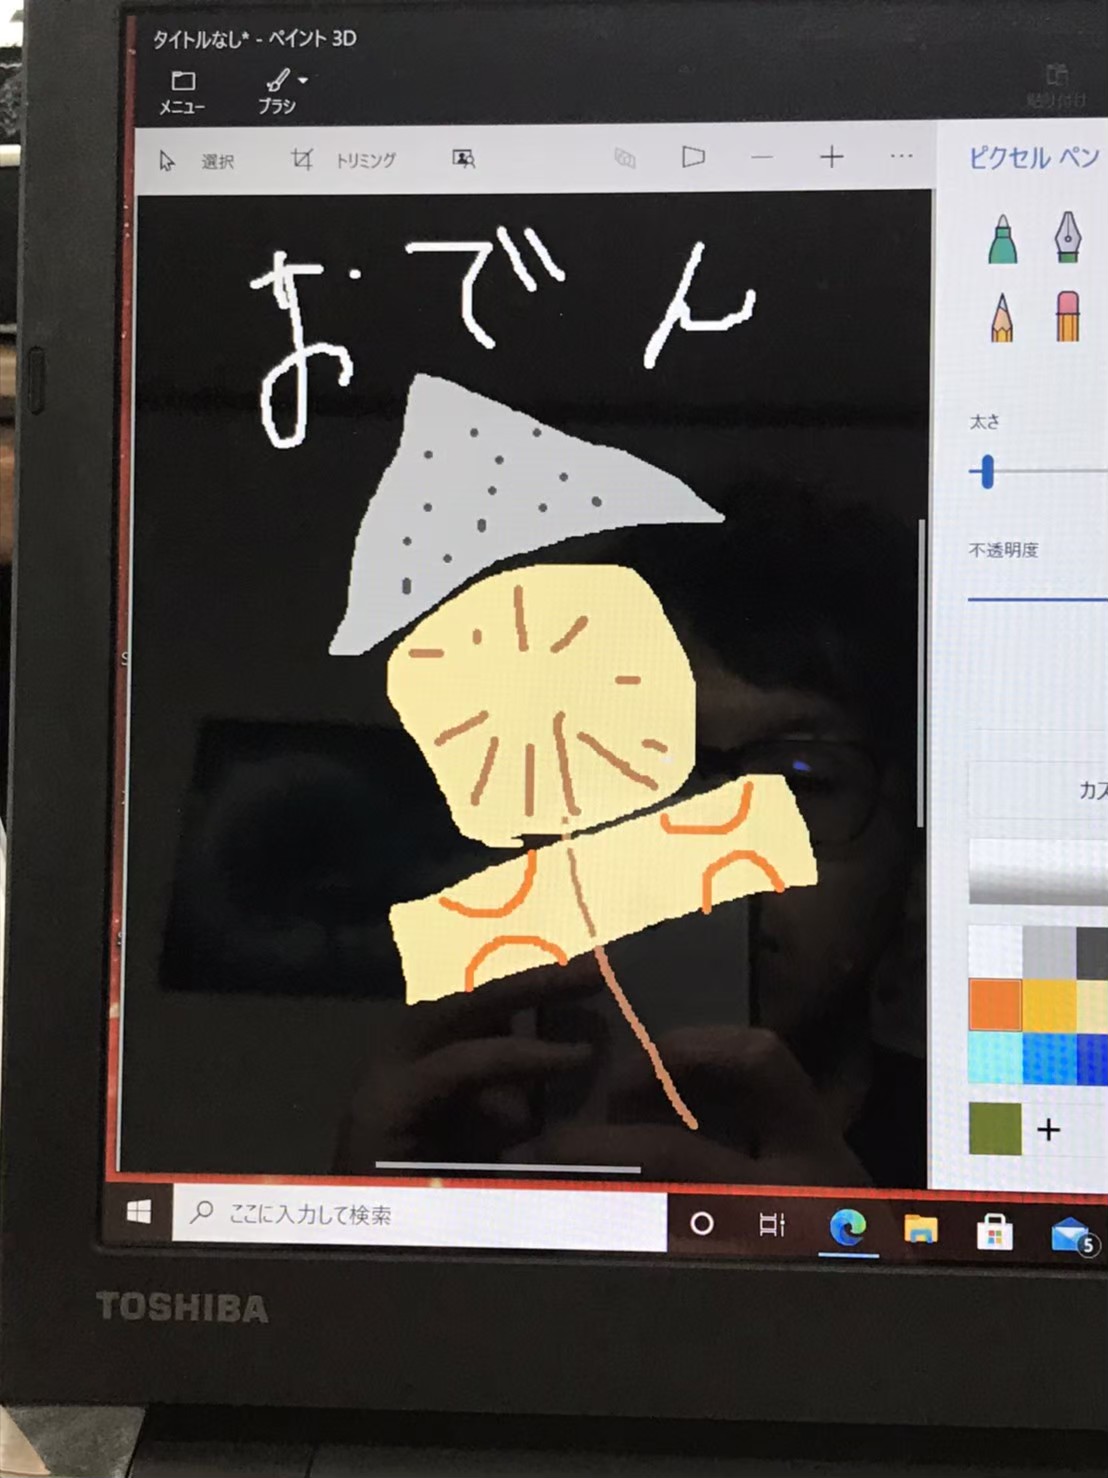 タイトルなし* - ペイント 3D
メニュー ブラシ 貼り付け
選択 トリミング ピクセル ペン
おでん
太さ
不透明度
カス
ここに入力して検索
5
TOSHIBA